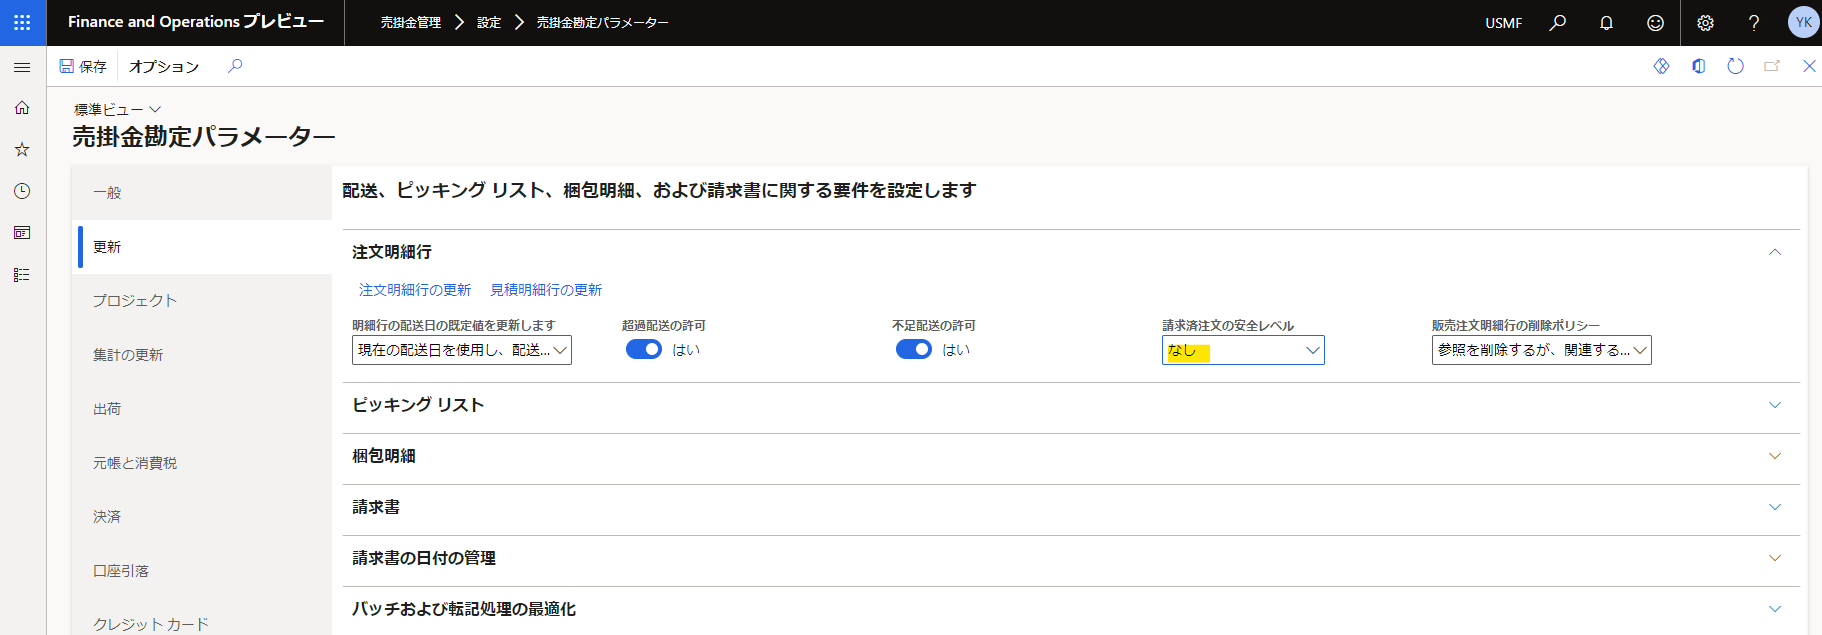 Finance and Operations プレビュー
売掛金管理 設定 売掛金勘定パラメーター
USMF
YK
保存 オプション
標準ビュー
売掛金勘定パラメーター
一般
更新
プロジェクト
集計の更新
出荷
元帳と消費税
決済
口座引落
クレジット カード
配送、ピッキング リスト、梱包明細、および請求書に関する要件を設定します
注文明細行
注文明細行の更新 見積明細行の更新
明細行の配送日の既定値を更新します
現在の配送日を使用し、配送...
超過配送の許可
はい
不足配送の許可
はい
請求済注文の安全レベル
なし
販売注文明細行の削除ポリシー
参照を削除するが、関連する...
ピッキング リスト
梱包明細
請求書
請求書の日付の管理
バッチおよび転記処理の最適化